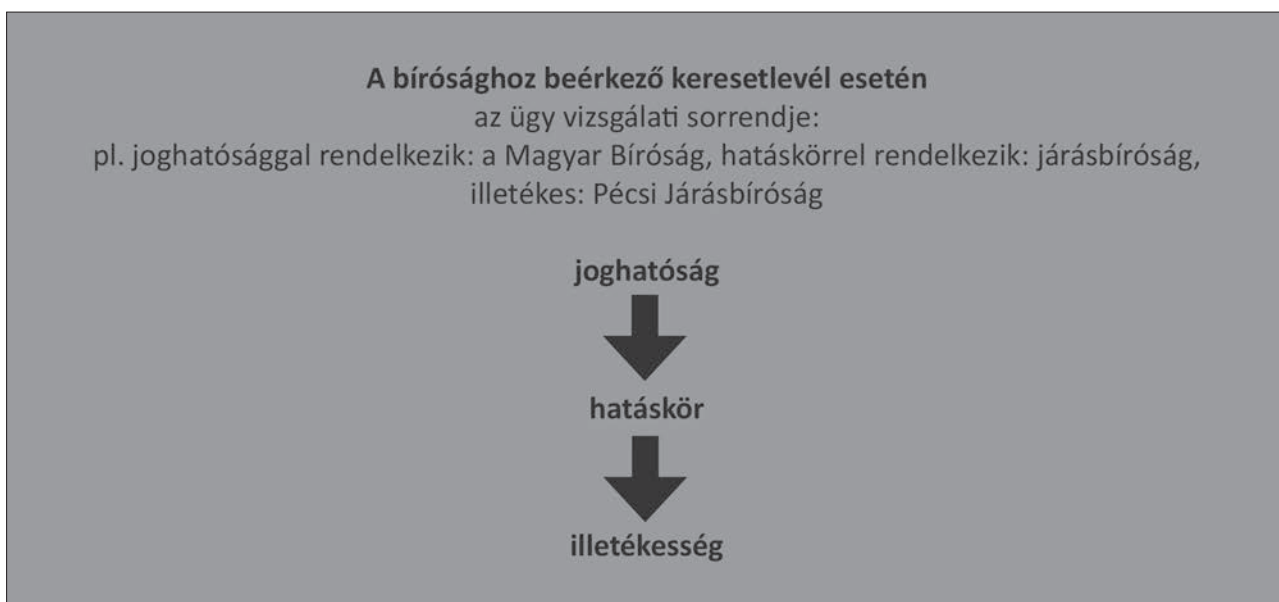 A bírósághoz beérkező keresetlevél esetén
az ügy vizsgálati sorrendje:
pl. joghatósággal rendelkezik: a Magyar Bíróság, hatáskörrel rendelkezik: járásbíróság,
illetékes: Pécsi Járásbíróság
joghatóság
hatáskör
illetékesség